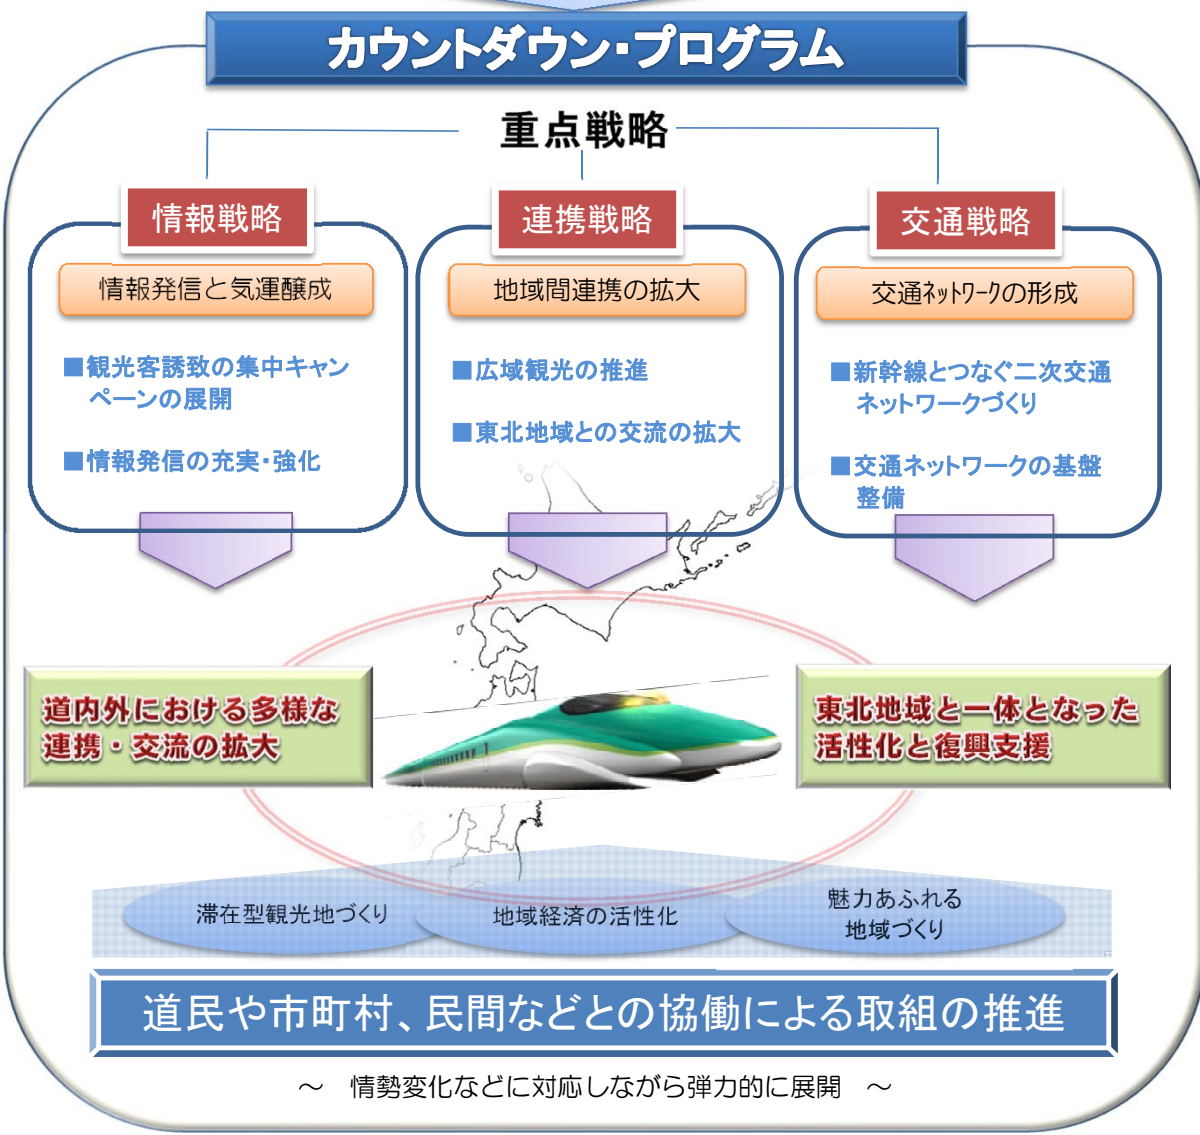 カウントダウン・プログラム
重点戦略
情報戦略
情報発信と気運醸成
■観光客誘致の集中キャン
ペーンの展開
■情報発信の充実・強化
連携戦略
地域間連携の拡大
■広域観光の推進
■東北地域との交流の拡大
交通戦略
交通ﾈｯﾄﾜｰｸの形成
■新幹線とつなぐ二次交通
ネットワークづくり
■交通ネットワークの基盤
整備
道内外における多様な
連携・交流の拡大
東北地域と一体となった
活性化と復興支援
滞在型観光地づくり
地域経済の活性化
魅力あふれる
地域づくり
道民や市町村、民間などとの協働による取組の推進
～　情勢変化などに対応しながら弾力的に展開　～